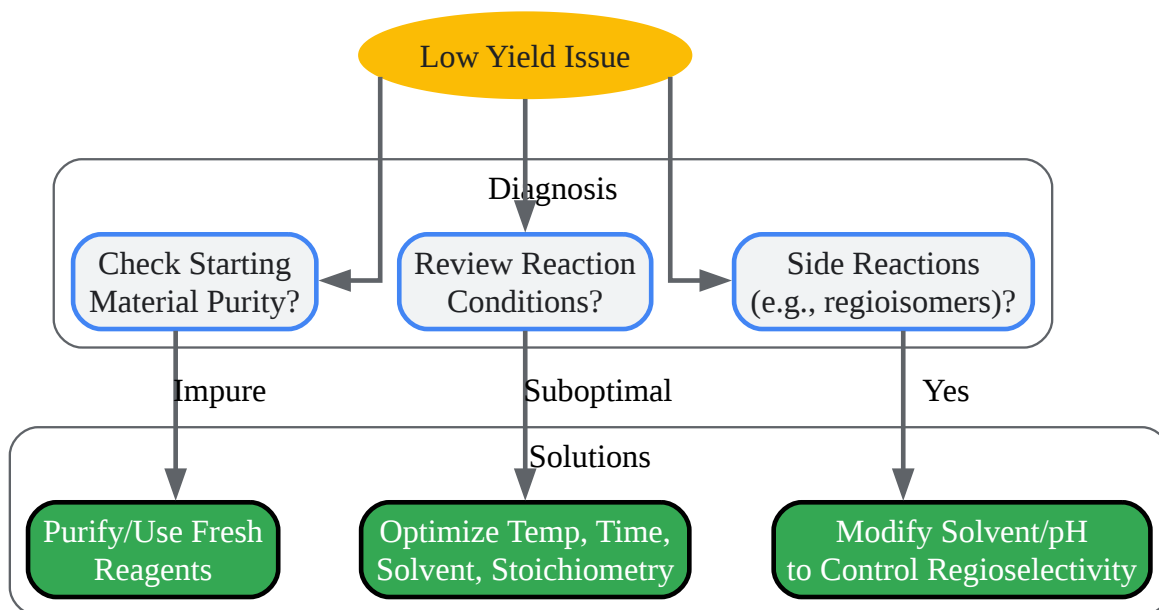 Low Yield Issue
Diagnosis
Check Starting
Material Purity?
Review Reaction
Conditions?
Side Reactions
(e.g., regioisomers)?
Impure
Suboptimal
Yes
Solutions
Purify/Use Fresh
Reagents
Optimize Temp, Time,
Solvent, Stoichiometry
Modify Solvent/pH
to Control Regioselectivity